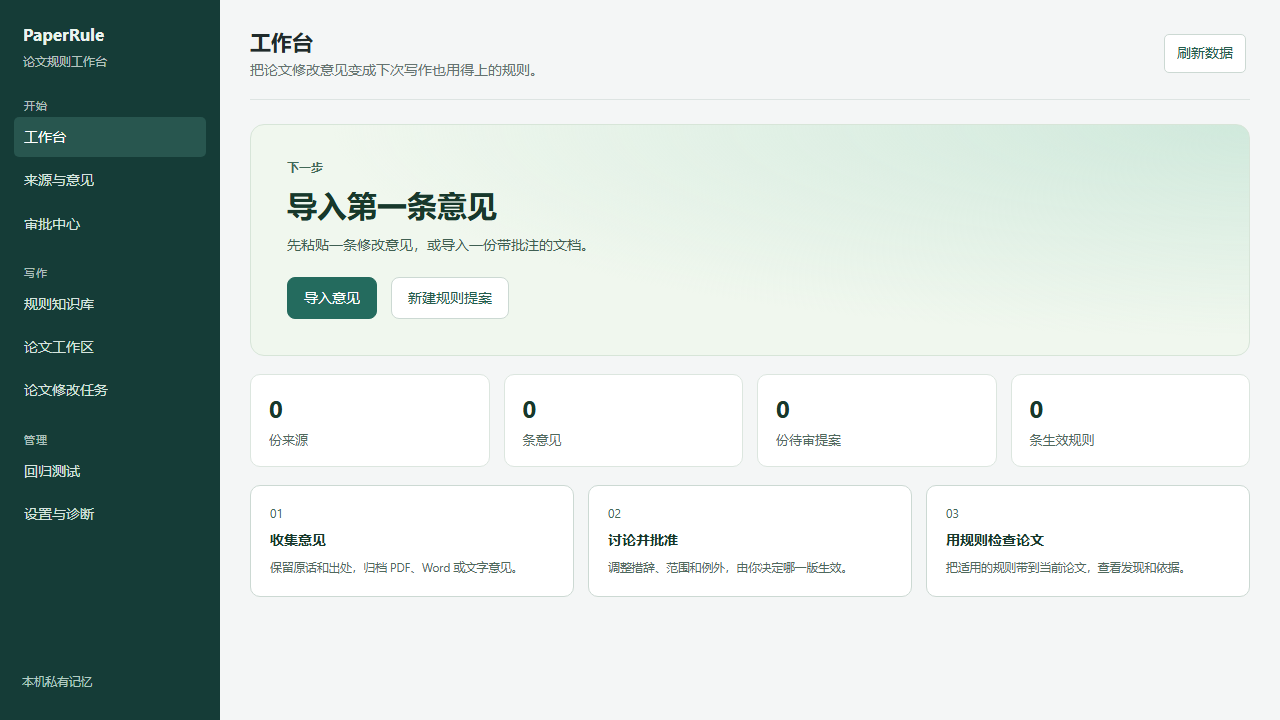 PaperRule
论文规则工作台
开始
工作台
来源与意见
审批中心
写作
规则知识库
论文工作区
论文修改任务
管理
回归测试
设置与诊断
本机私有记忆
工作台
把论文修改意见变成下次写作也用得上的规则。
刷新数据
下一步
导入第一条意见
先粘贴一条修改意见，或导入一份带批注的文档。
导入意见
新建规则提案
0
份来源
0
条意见
0
份待审提案
0
条生效规则
01
收集意见
保留原话和出处，归档 PDF、Word 或文字意见。
02
讨论并批准
调整措辞、范围和例外，由你决定哪一版生效。
03
用规则检查论文
把适用的规则带到当前论文，查看发现和依据。